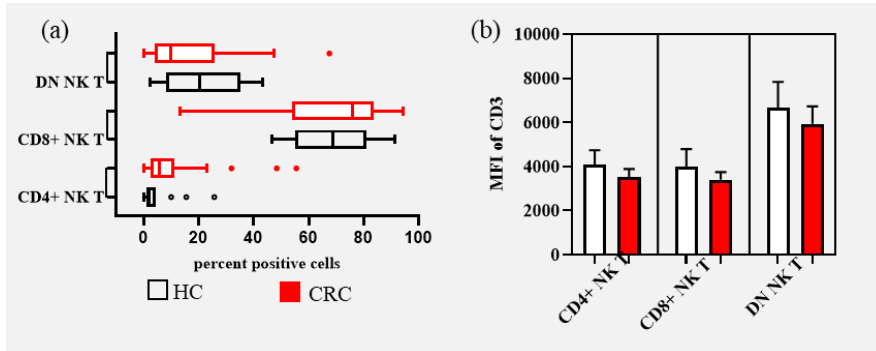 (a)
DN NK T
CD8+ NK T
CD4+ NK T
0 20 40 60 80 100
percent positive cells
HC CRC
(b)
MFI of CD3
10000
8000
6000
4000
2000
0
CD4+ NK T
CD8+ NK T
DN NK T